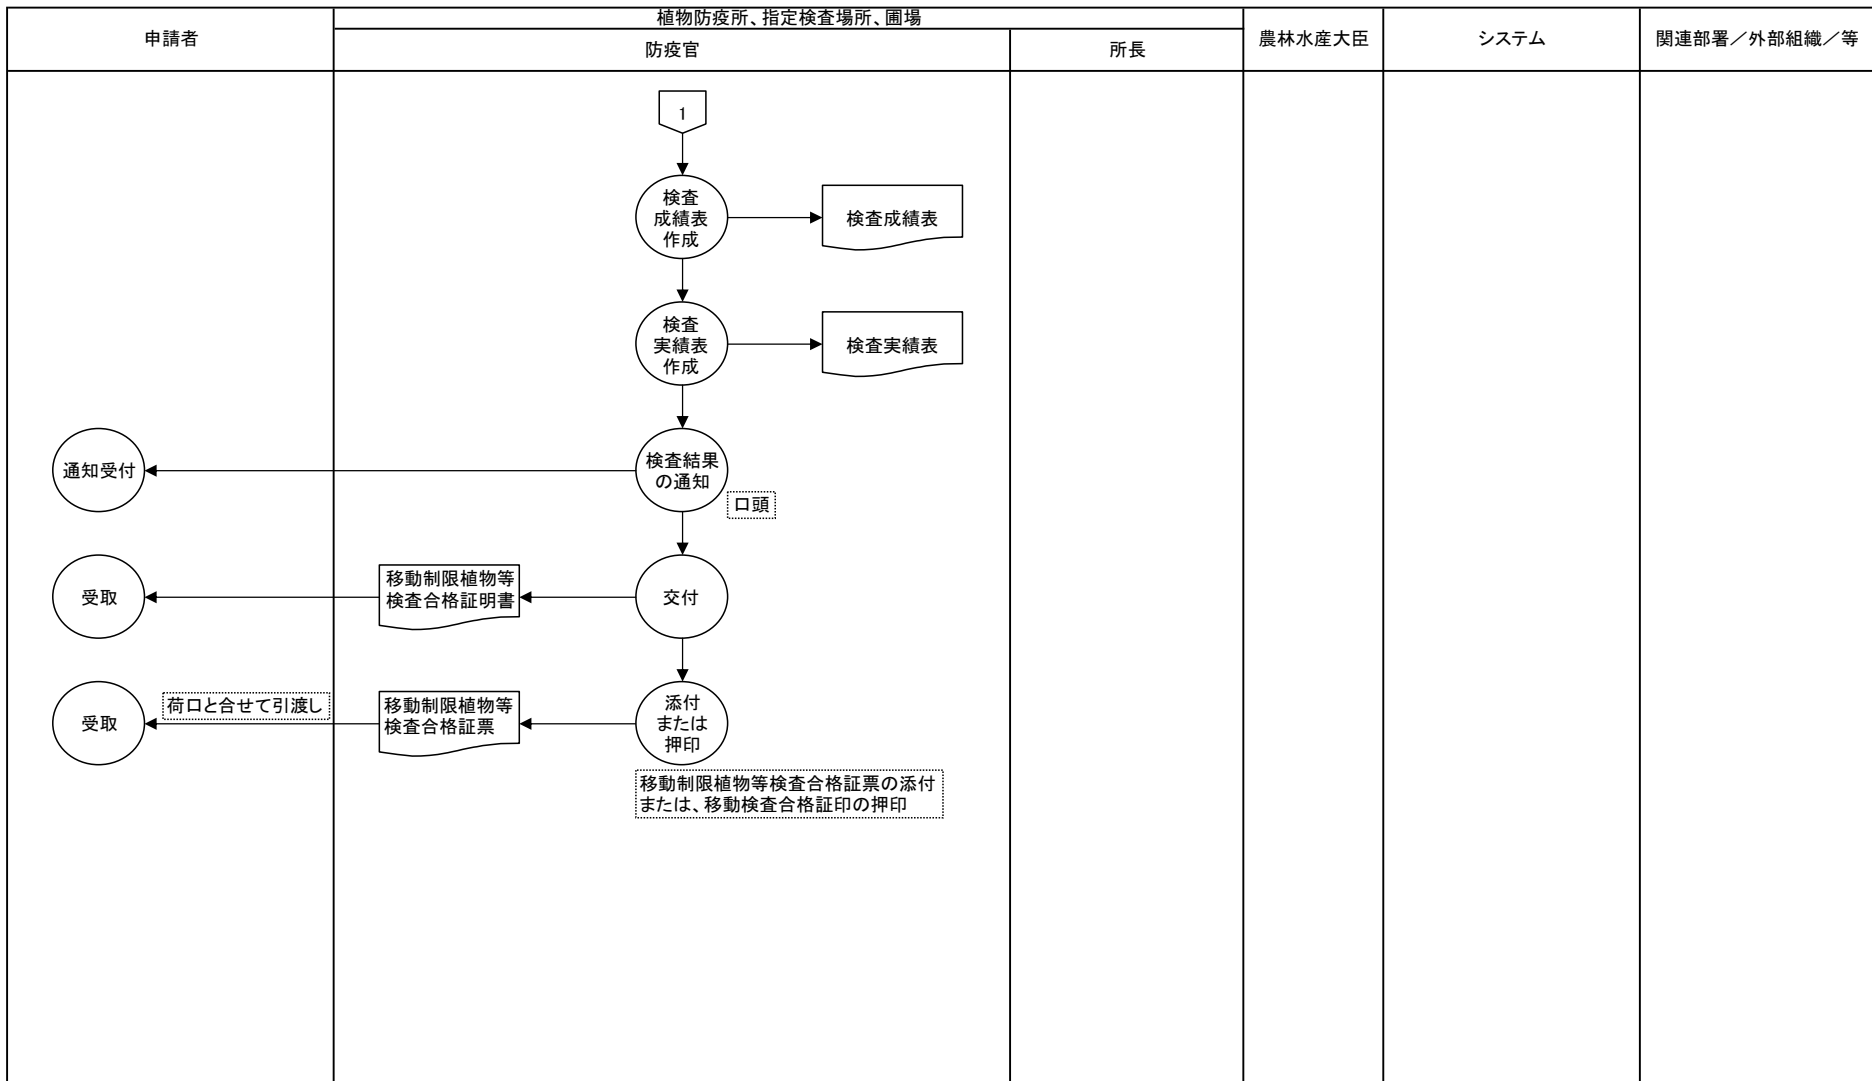 植物防疫所、指定検査場所、圃場
申請者
防疫官
所長
農林水産大臣
システム
関連部署／外部組織／等
1
検査
成績表
作成
検査成績表
検査
実績表
作成
検査実績表
通知受付
検査結果
の通知
口頭
受取
移動制限植物等
検査合格証明書
交付
受取
荷口と合せて引渡し
移動制限植物等
検査合格証票
添付
または
押印
移動制限植物等検査合格証票の添付
または、移動検査合格証印の押印